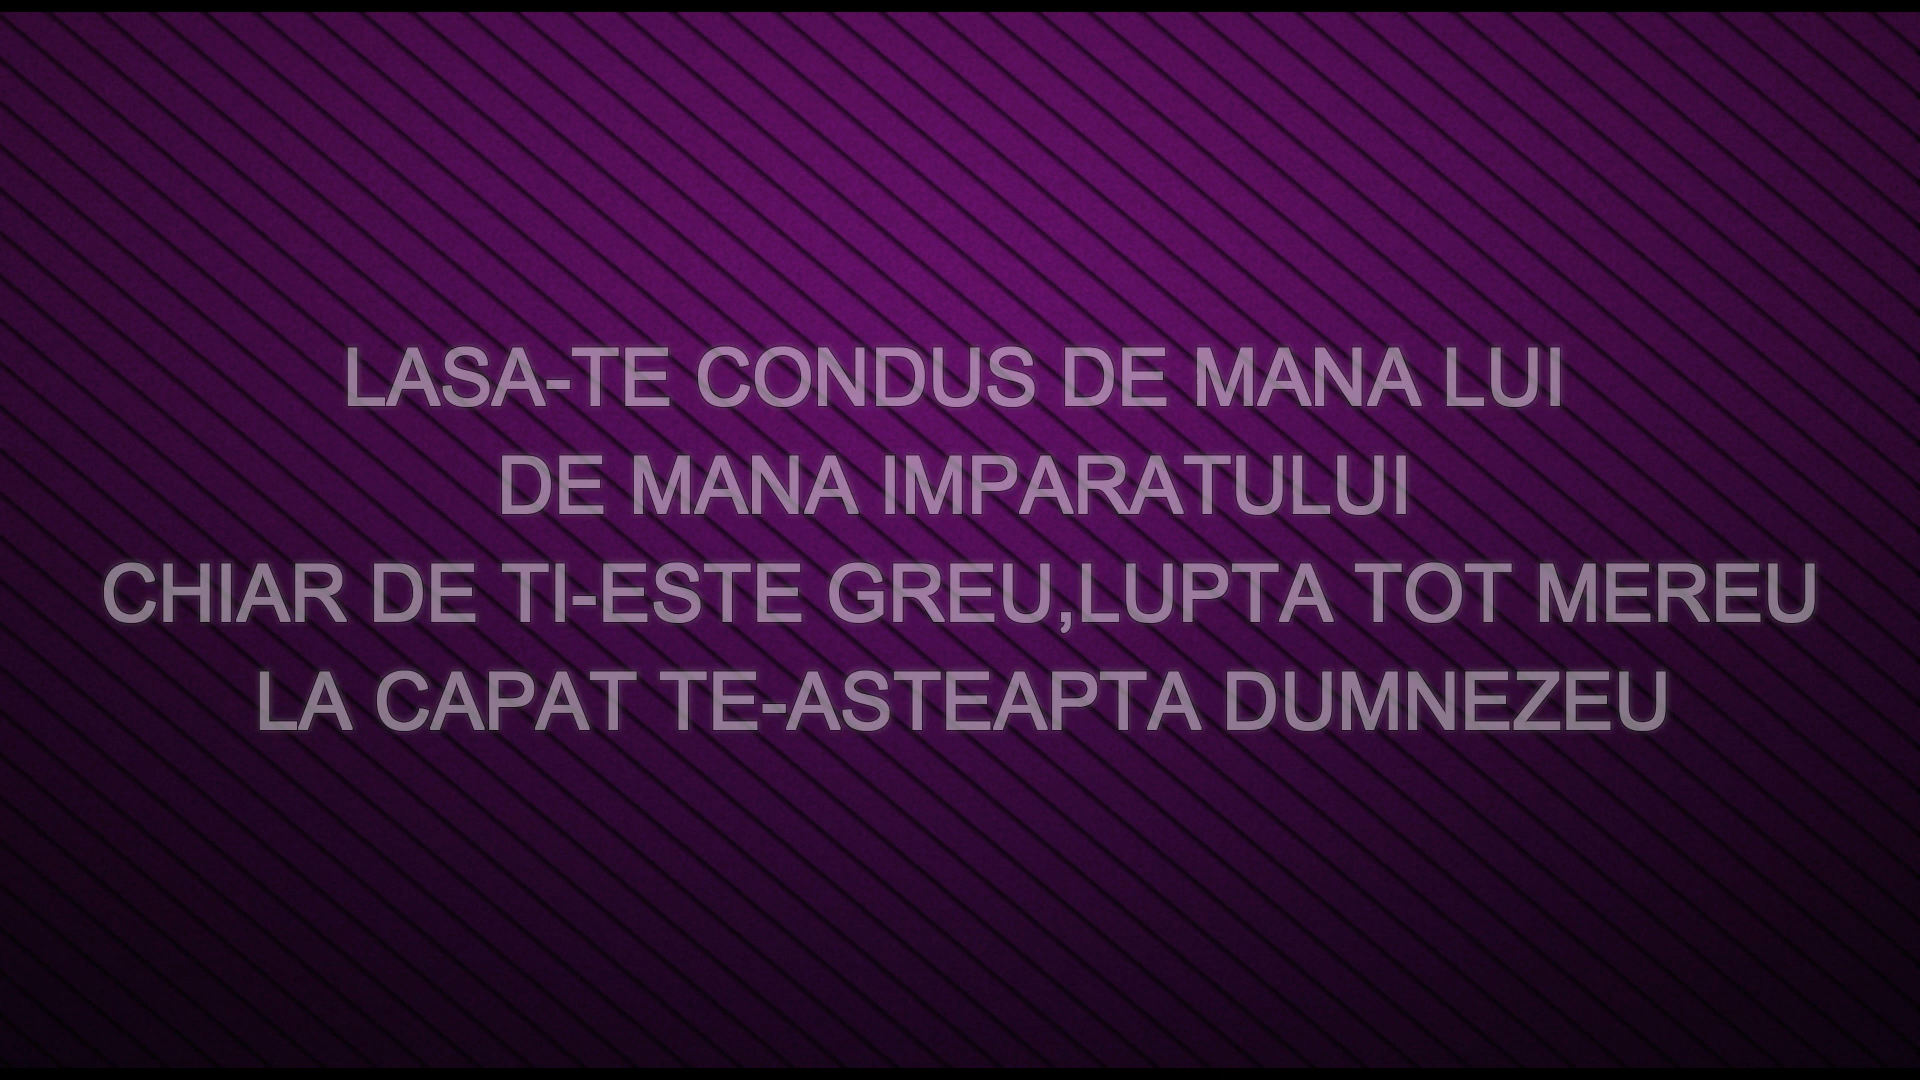 LASA-TE CONDUS DE MANA LUI
DE MANA IMPARATULUI
CHIAR DE TI-ESTE GREU,LUPTA TOT MEREU
LA CAPAT TE-ASTEAPTA DUMNEZEU